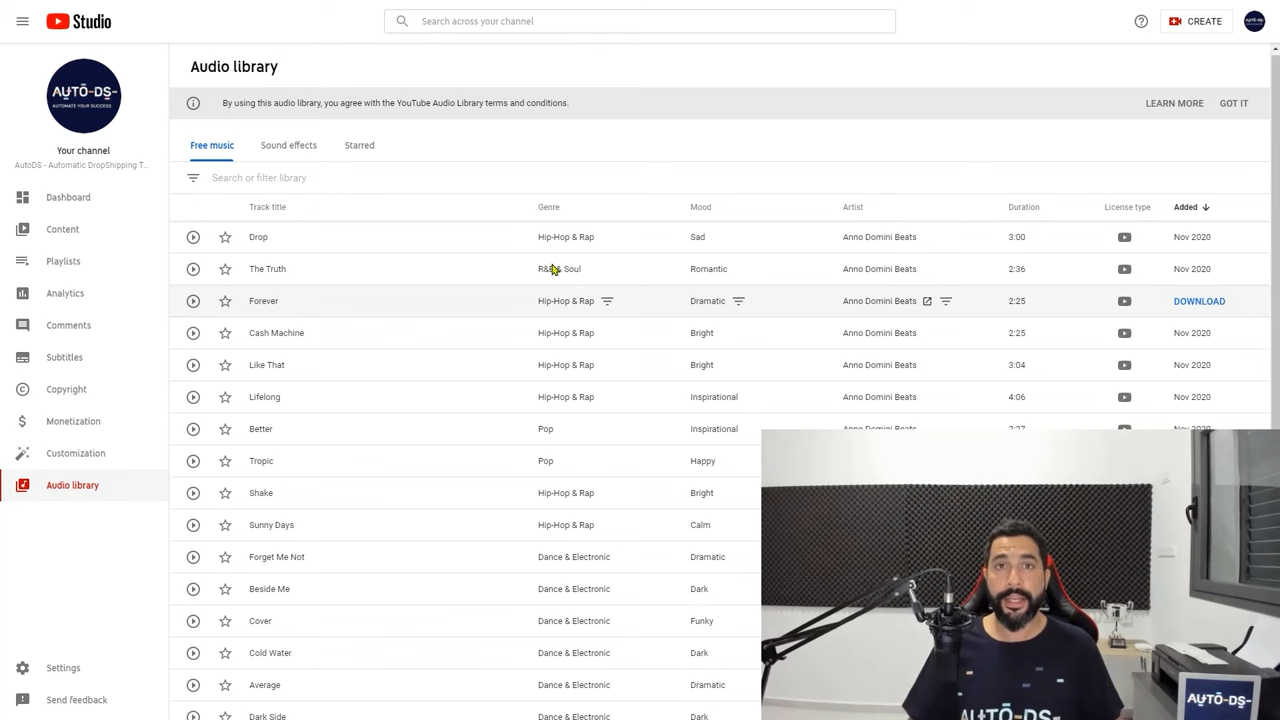 Studio
Search across your channel
CREATE
AUTO-DS-
AUTOMATE YOUR SUCCESS
Your channel
AutoDS - Automatic DropShipping T...
Dashboard
Content
Playlists
Analytics
Comments
Subtitles
Copyright
Monetization
Customization
Audio library
Settings
Send feedback
Audio library
By using this audio library, you agree with the YouTube Audio Library terms and conditions. LEARN MORE GOT IT
Free music Sound effects Starred
Search or filter library
Track title Genre Mood Artist Duration License type Added
Drop Hip-Hop & Rap Sad Anno Domini Beats 3:00 Nov 2020
The Truth R&B & Soul Romantic Anno Domini Beats 2:36 Nov 2020
Forever Hip-Hop & Rap Dramatic Anno Domini Beats 2:25 DOWNLOAD
Cash Machine Hip-Hop & Rap Bright Anno Domini Beats 2:25 Nov 2020
Like That Hip-Hop & Rap Bright Anno Domini Beats 3:04 Nov 2020
Lifelong Hip-Hop & Rap Inspirational Anno Domini Beats 4:06 Nov 2020
Better Pop Inspirational Anno Domini Beats 2:27 Nov 2020
Tropic Pop Happy
Shake Hip-Hop & Rap Bright
Sunny Days Hip-Hop & Rap Calm
Forget Me Not Dance & Electronic Dramatic
Beside Me Dance & Electronic Dark
Cover Dance & Electronic Funky
Cold Water Dance & Electronic Dark
Average Dance & Electronic Dramatic
Dark Side Dance & Electronic Dark
AUTO-DS-
AUTO-DS-